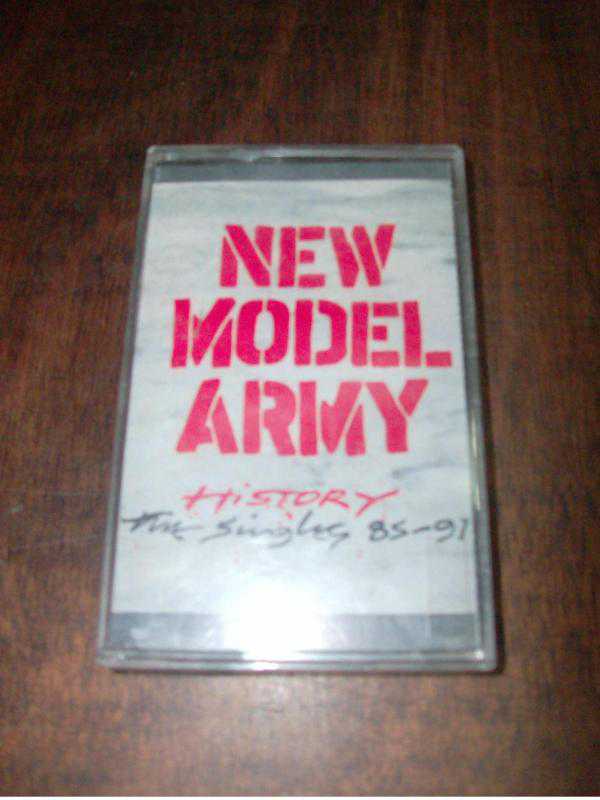 NEW
MODEL
ARMY
HISTORY
the singles 85-91